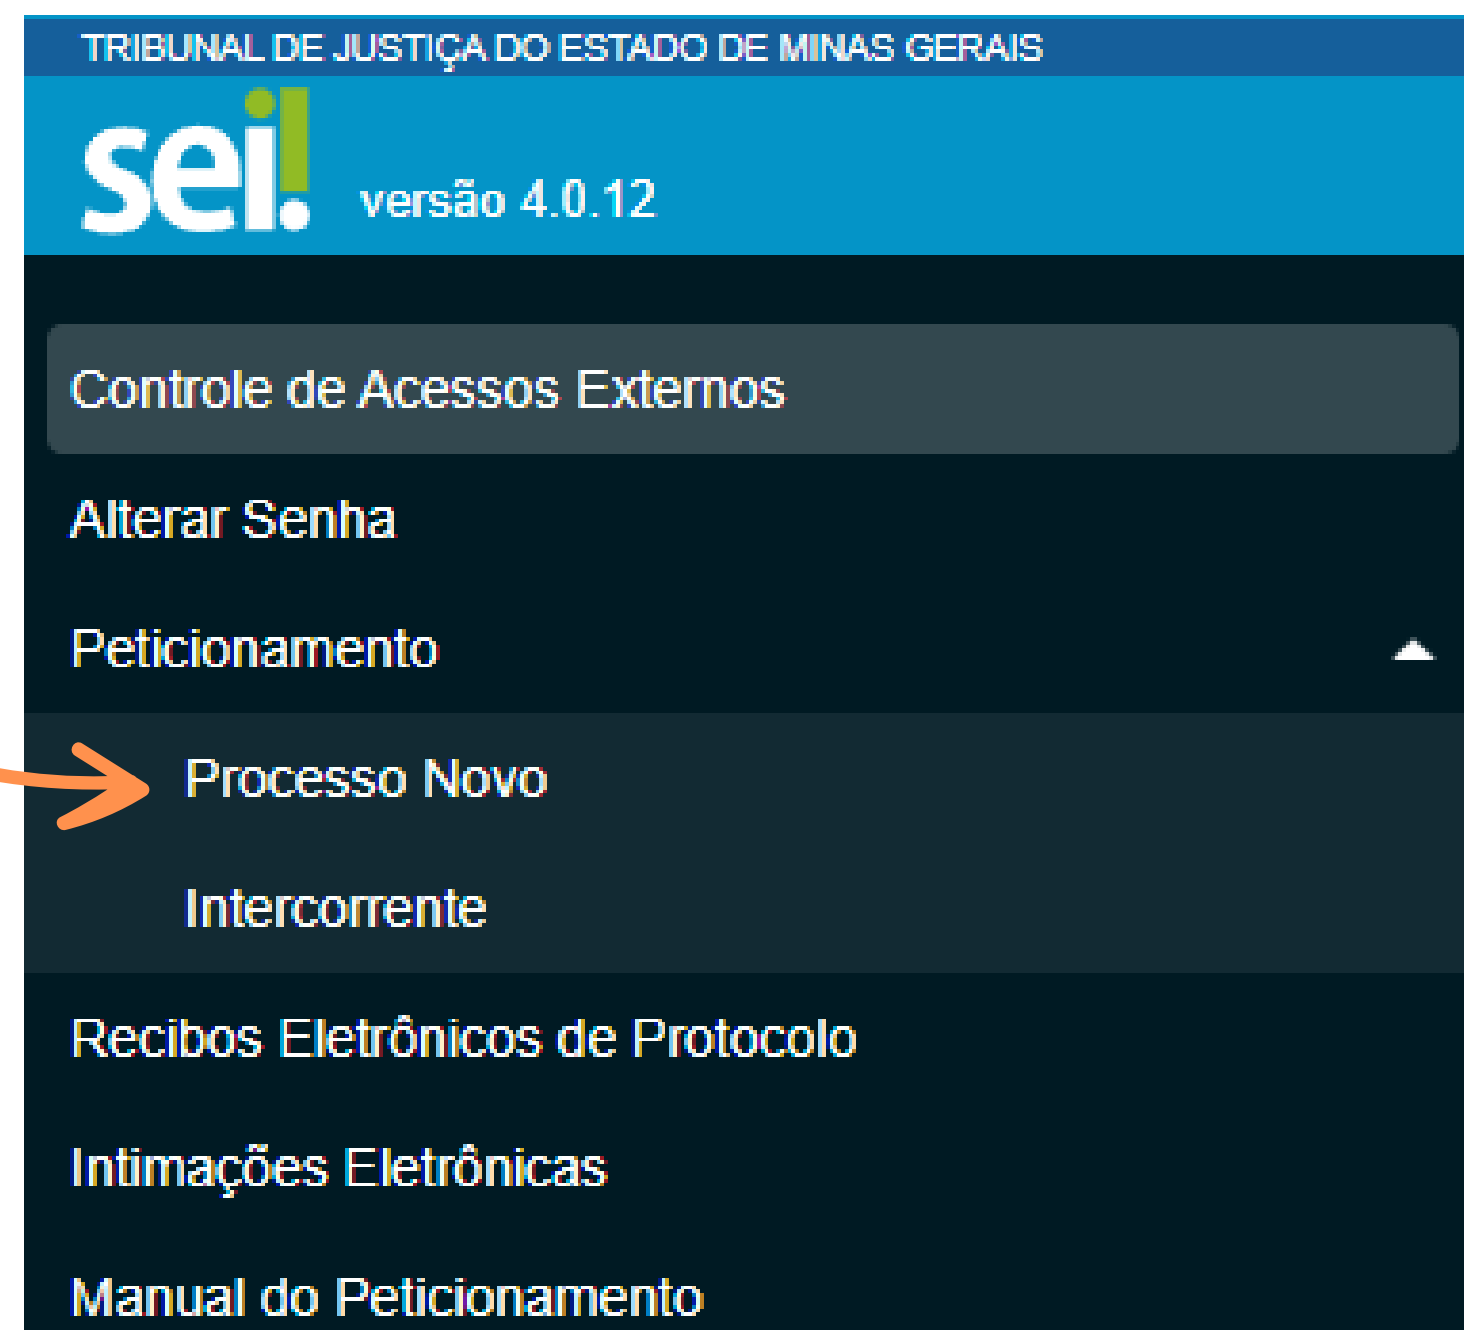 TRIBUNAL DE JUSTIÇA DO ESTADO DE MINAS GERAIS
sei! versão 4.0.12
Controle de Acessos Externos
Alterar Senha
Peticionamento
Processo Novo
Intercorrente
Recibos Eletrônicos de Protocolo
Intimações Eletrônicas
Manual do Peticionamento